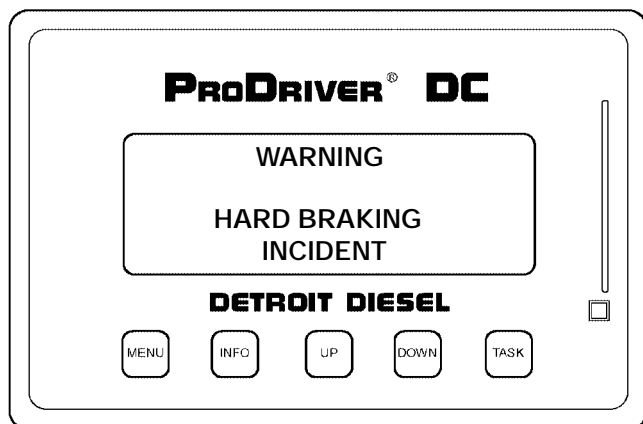 PRODRIVER® DC
WARNING
HARD BRAKING
INCIDENT
DETROIT DIESEL
MENU INFO UP DOWN TASK